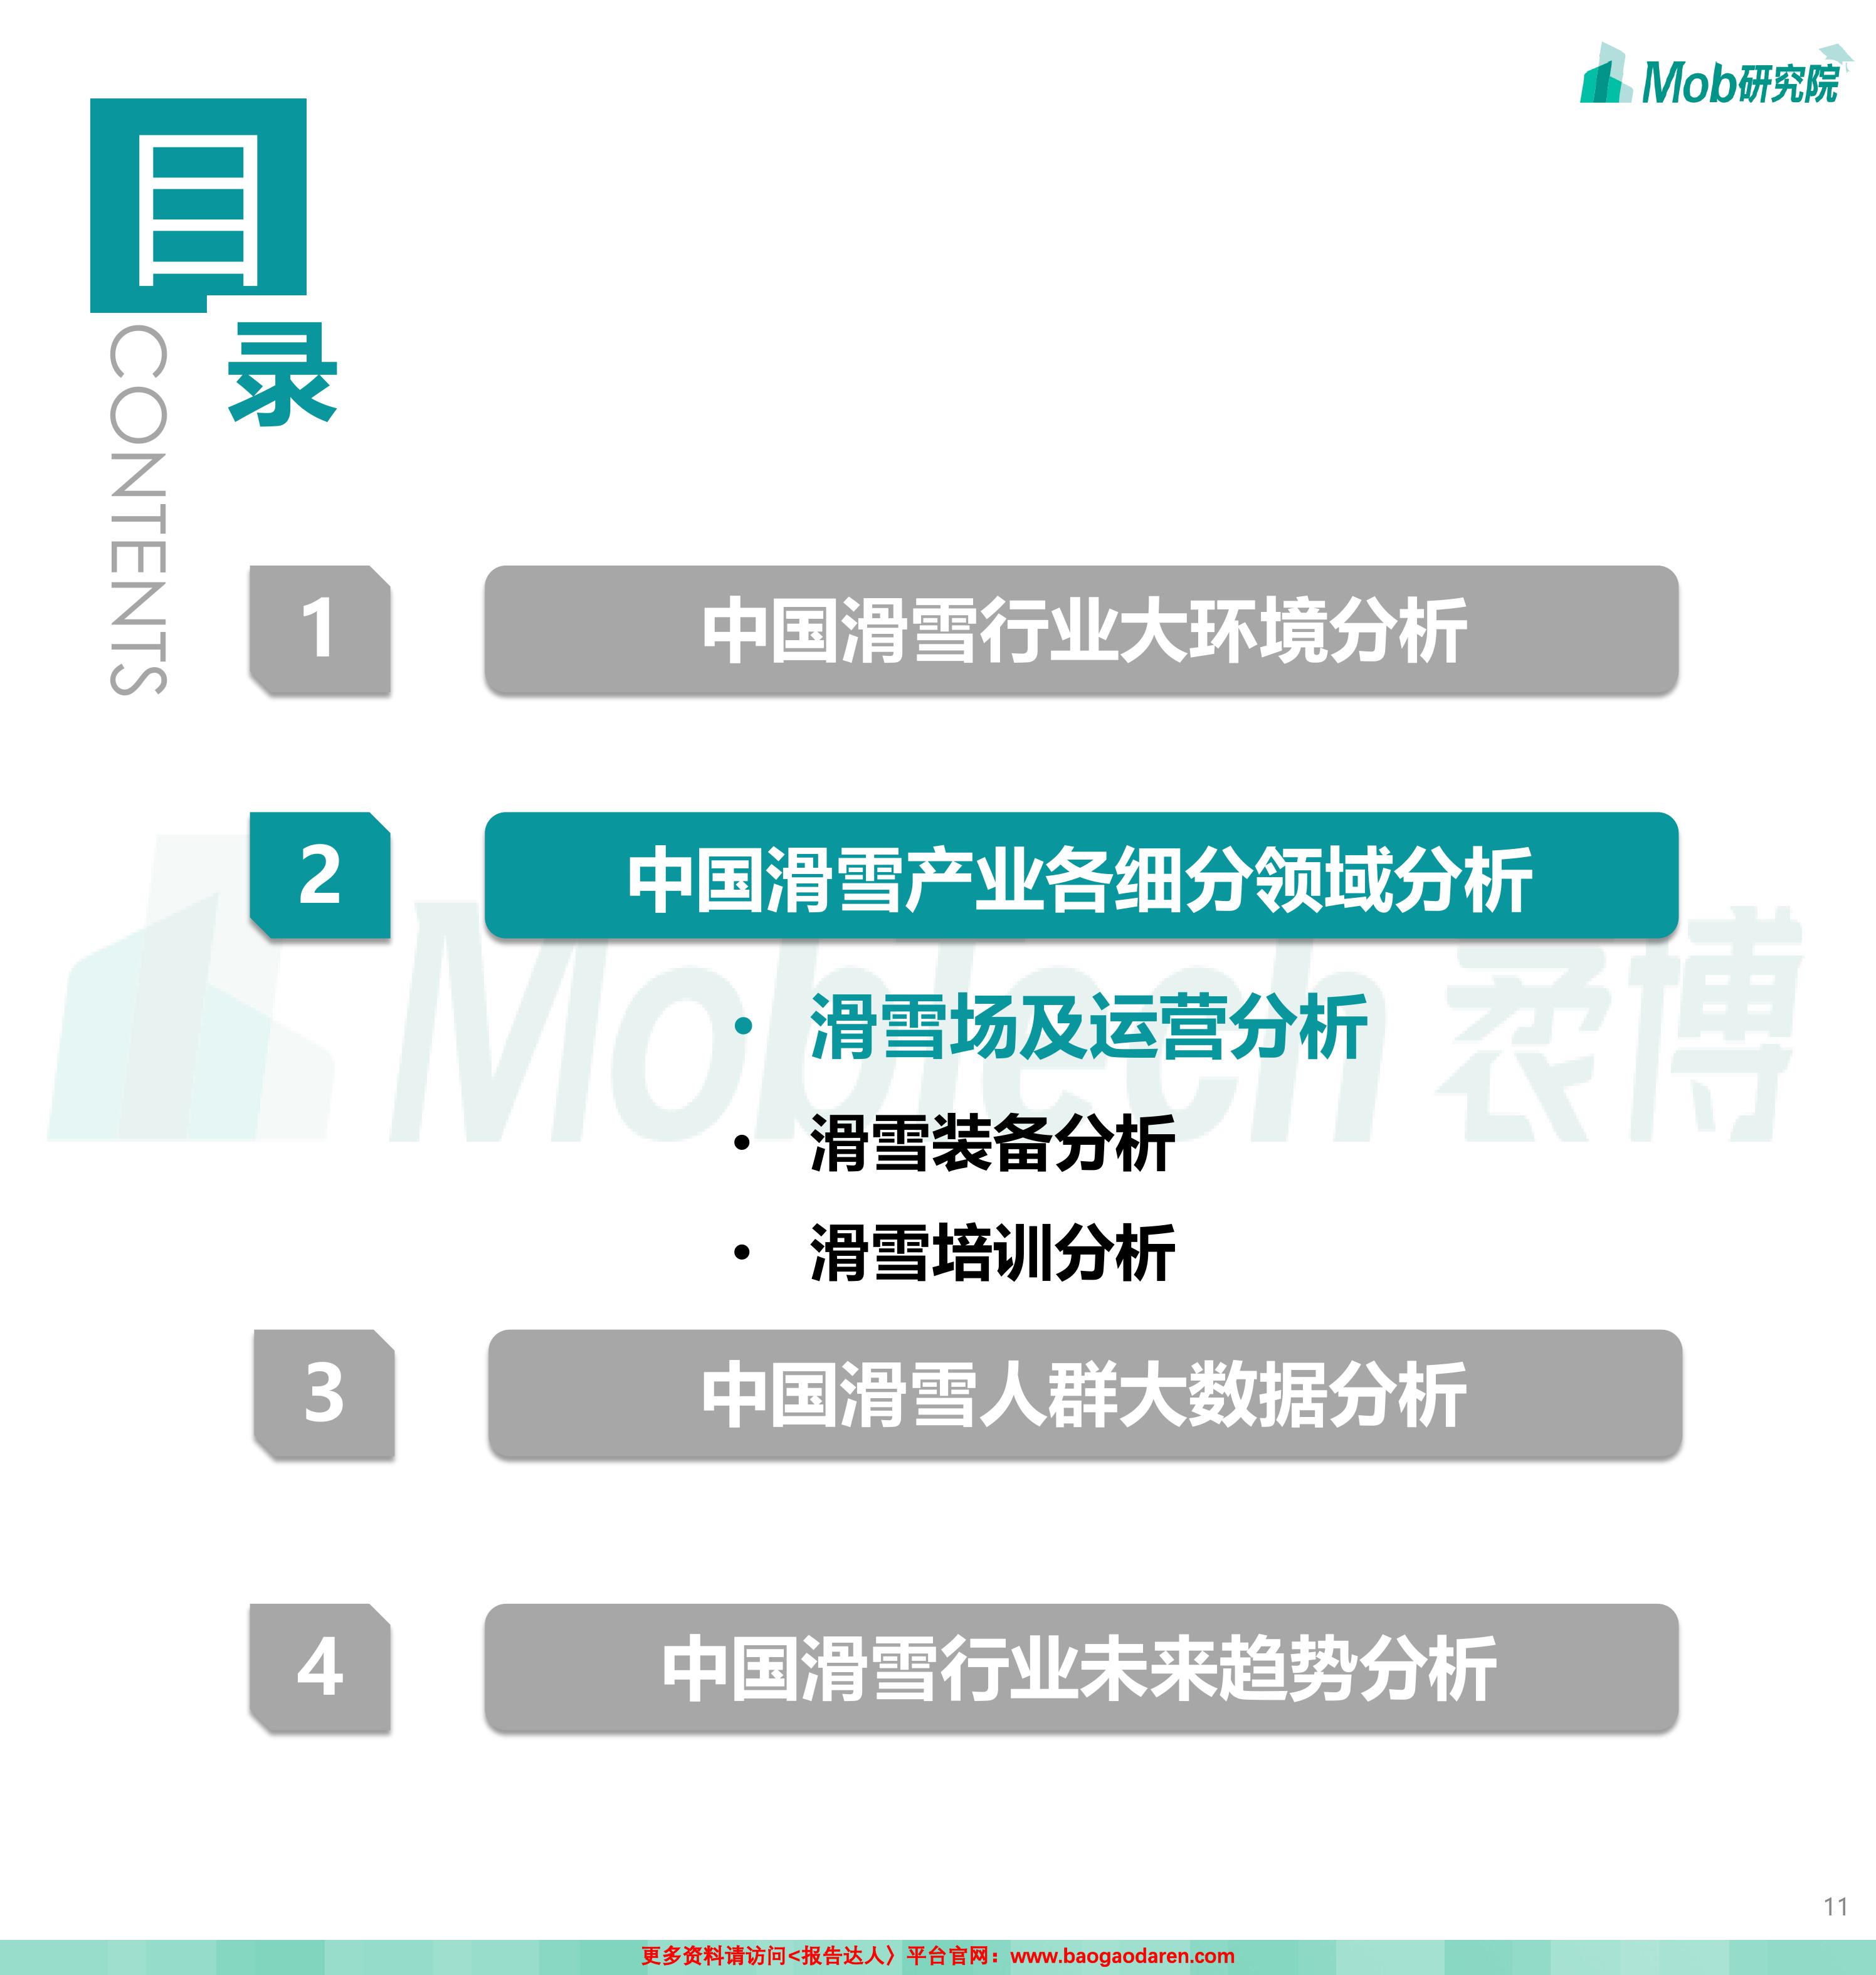 Mob研究院
目
录
CONTENTS
1
中国滑雪行业大环境分析
2
中国滑雪产业各细分领域分析
• 滑雪场及运营分析
• 滑雪装备分析
• 滑雪培训分析
3
中国滑雪人群大数据分析
4
中国滑雪行业未来趋势分析
Mobtech 袤博
11
更多资料请访问<报告达人〉平台官网：www.baogaodaren.com